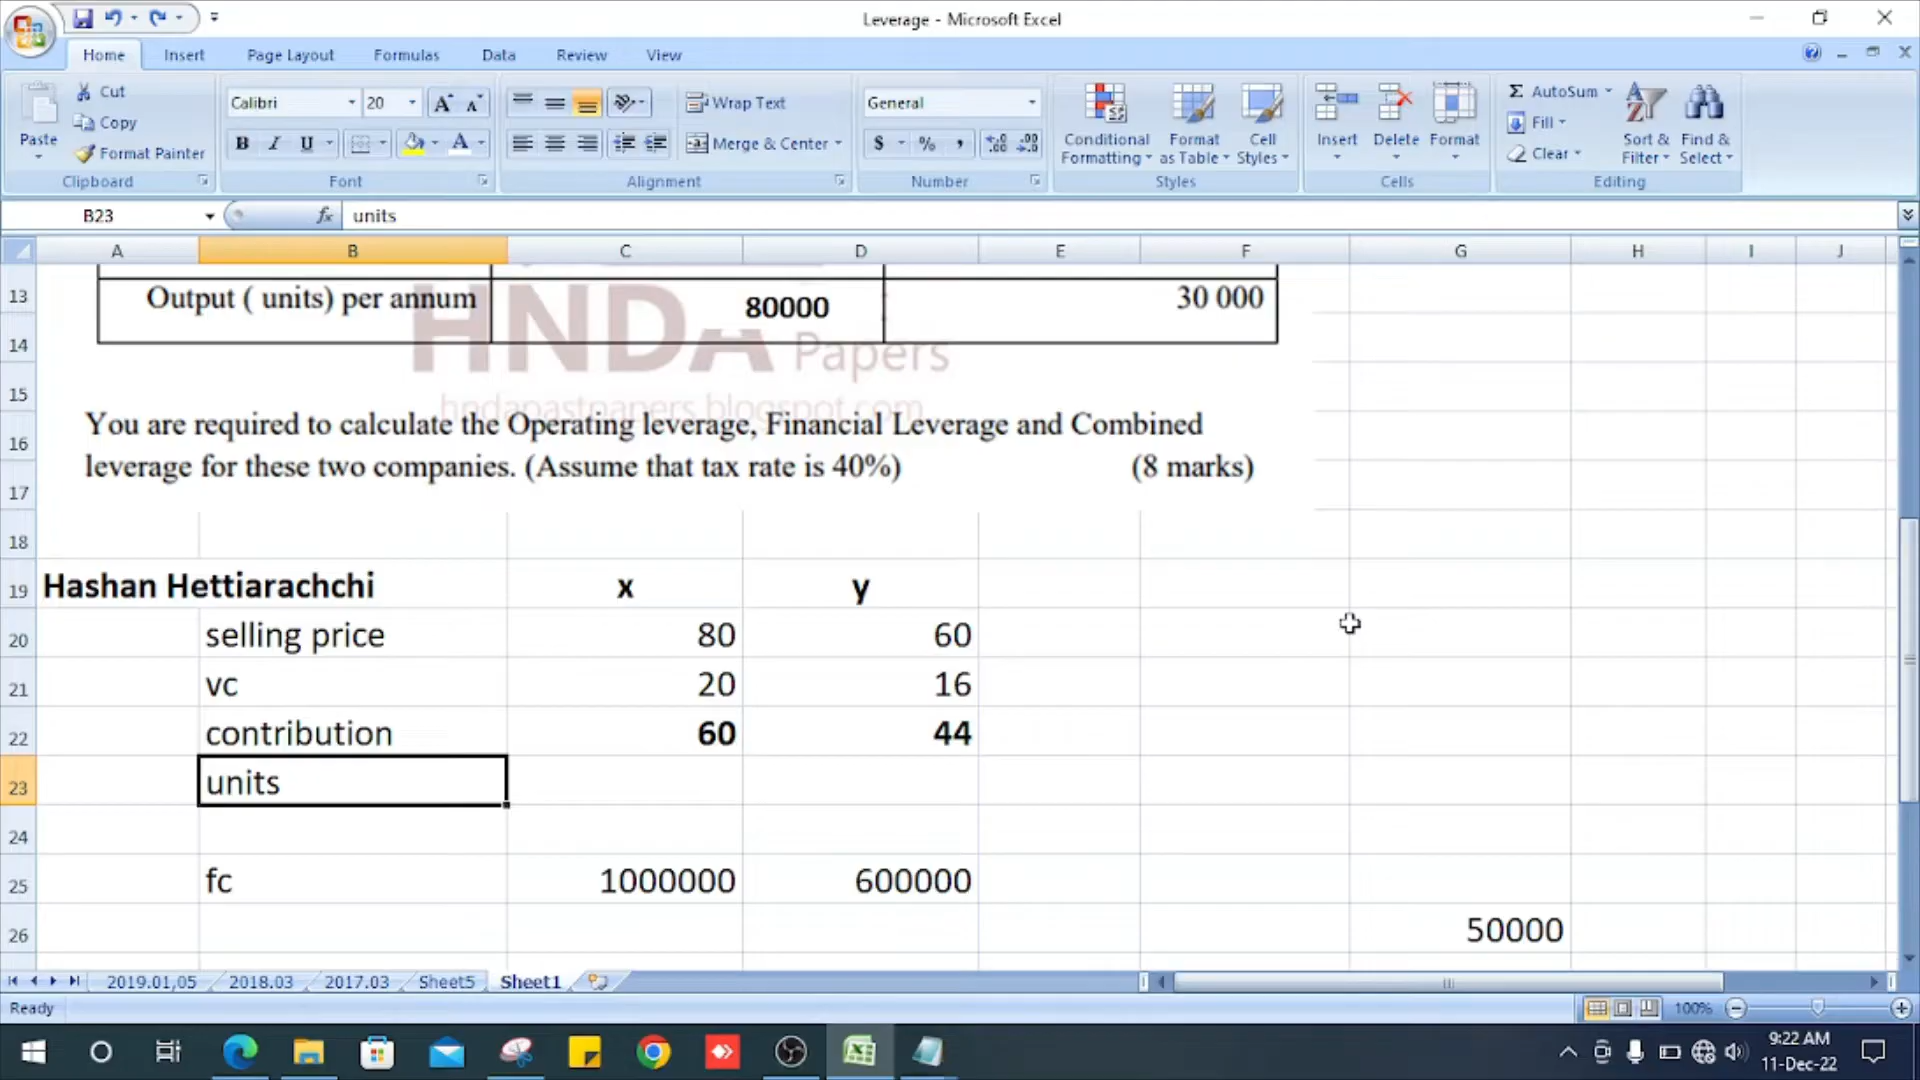 Leverage - Microsoft Excel
Home Insert Page Layout Formulas Data Review View
Paste
Cut
Copy
Format Painter
Clipboard
Calibri 20
B I U
Font
Wrap Text
Merge & Center
Alignment
General
$ % ,
Number
Conditional Formatting
Format as Table
Cell Styles
Styles
Insert Delete Format
Cells
Σ AutoSum
Fill
Clear
Sort & Filter
Find & Select
Editing
B23 fx units
A B C D E F G H I J
13 Output ( units) per annum 80000 30 000
HNDA Papers
14
15
hndapastpapers.blogspot.com
16 You are required to calculate the Operating leverage, Financial Leverage and Combined
leverage for these two companies. (Assume that tax rate is 40%) (8 marks)
17
18
19 Hashan Hettiarachchi x y
20 selling price 80 60
21 vc 20 16
22 contribution 60 44
23 units
24
25 fc 1000000 600000
26 50000
2019.01,05 2018.03 2017.03 Sheet5 Sheet1
Ready 100%
9:22 AM
11-Dec-22